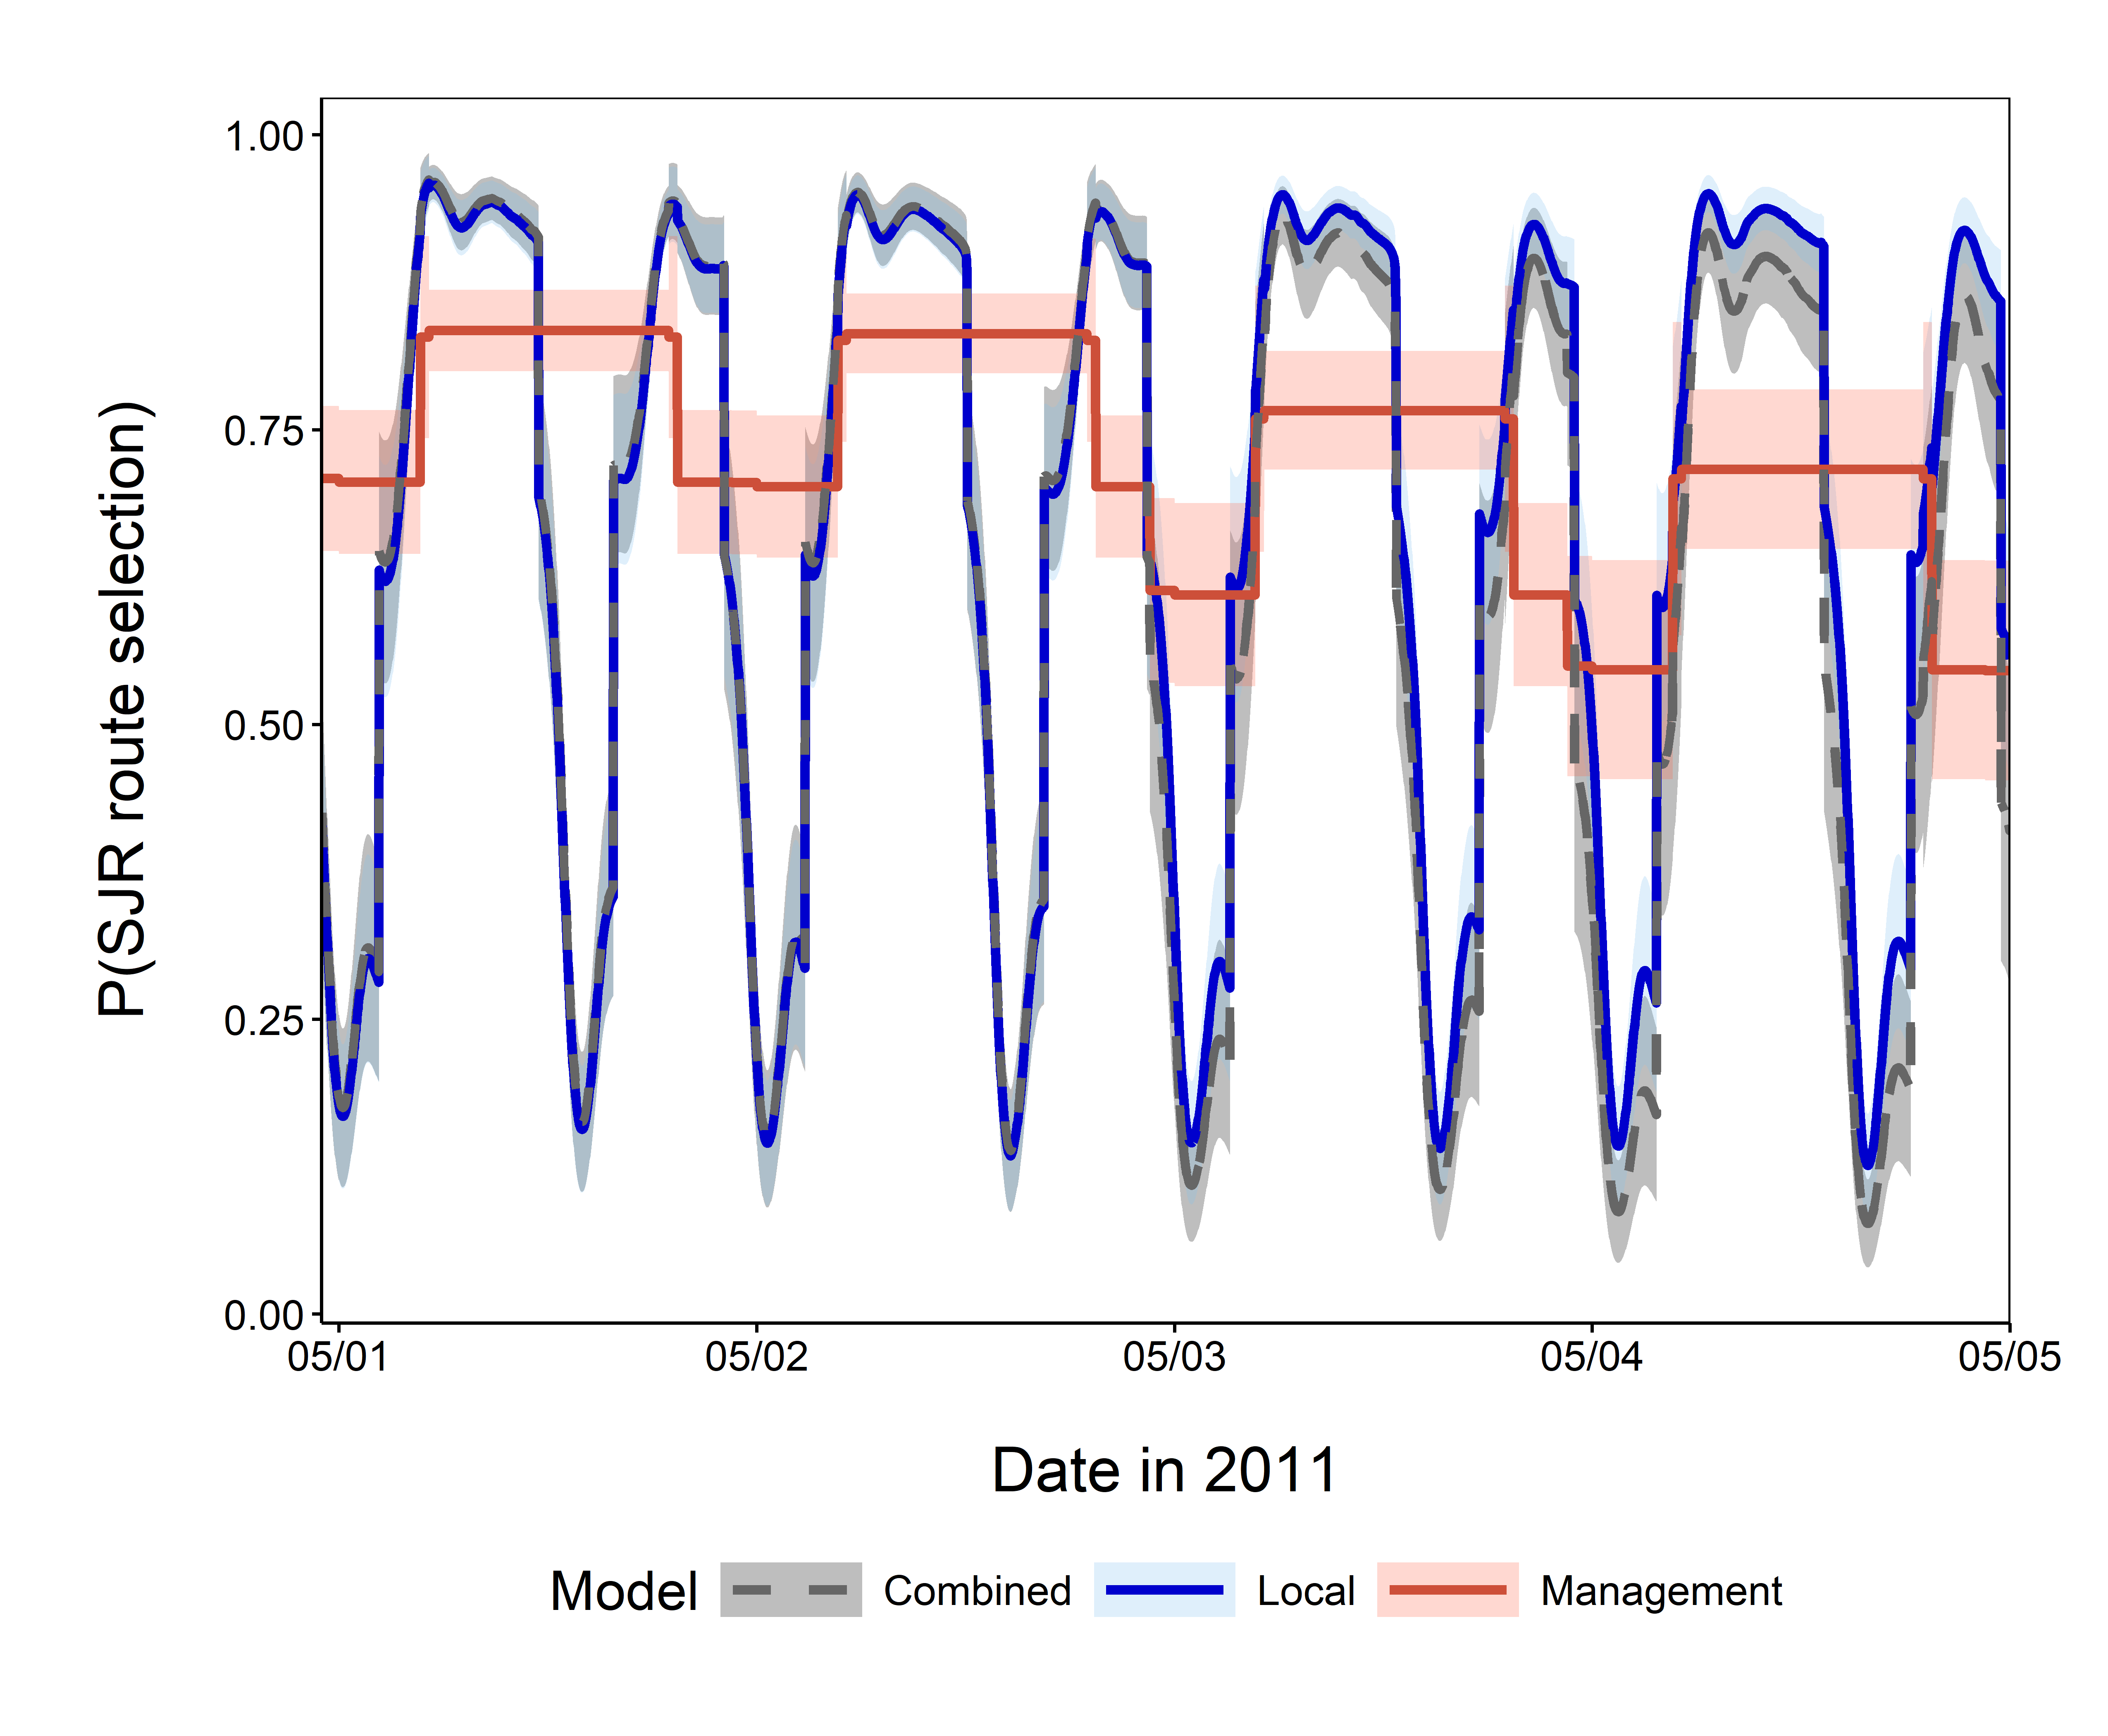 P(SJR route selection)
1.00
0.75
0.50
0.25
0.00
05/01 05/02 05/03 05/04 05/05
Date in 2011
Model Combined Local Management